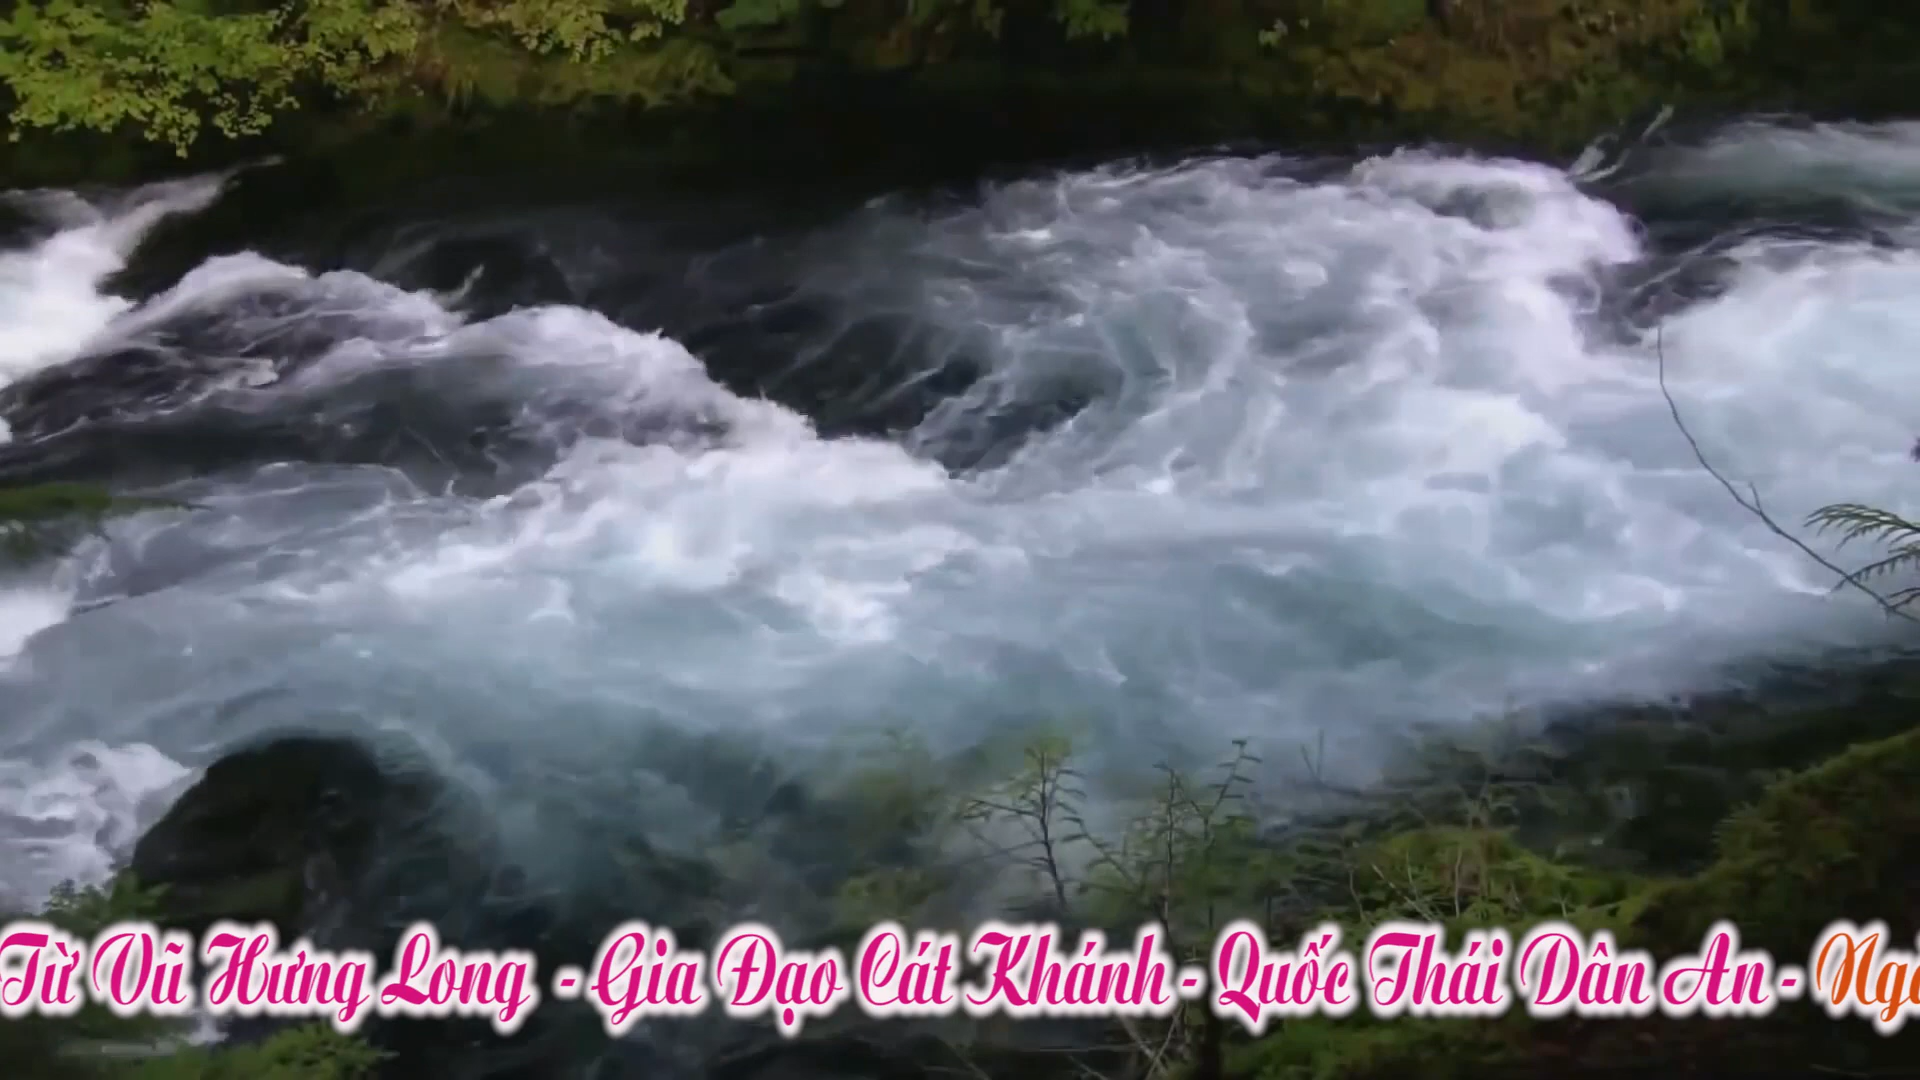 Từ Vũ Hưng Long - Gia Đạo Cát Khánh - Quốc Thái Dân An -